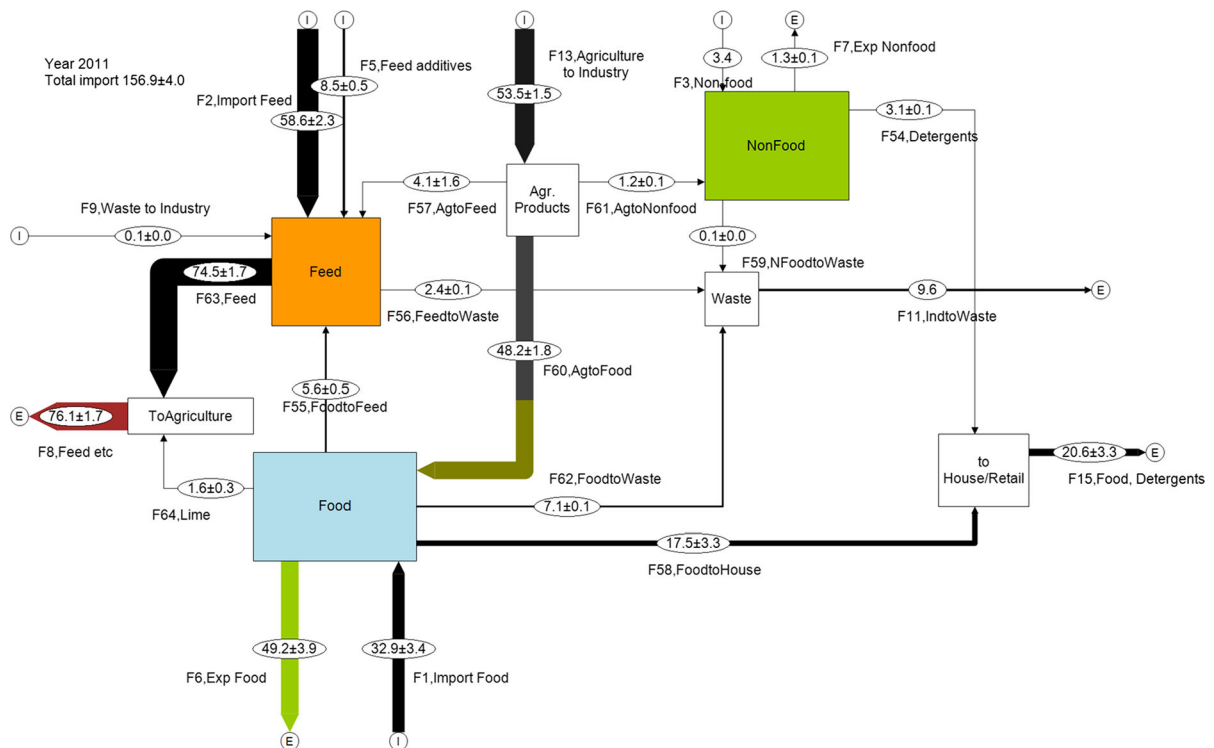 I
I
I
I
E
Year 2011
Total import 156.9±4.0
F2,Import Feed
58.6±2.3
F5,Feed additives
8.5±0.5
F13,Agriculture
to Industry
53.5±1.5
3.4
F3,Non-food
1.3±0.1
F7,Exp Nonfood
NonFood
3.1±0.1
F54,Detergents
4.1±1.6
F57,AgtoFeed
Agr.
Products
1.2±0.1
F61,AgtoNonfood
F9,Waste to Industry
I
0.1±0.0
74.5±1.7
F63,Feed
Feed
2.4±0.1
F56,FeedtoWaste
0.1±0.0
F59,NFoodtoWaste
Waste
9.6
F11,IndtoWaste
E
48.2±1.8
F60,AgtoFood
5.6±0.5
F55,FoodtoFeed
E
76.1±1.7
F8,Feed etc
ToAgriculture
1.6±0.3
F64,Lime
Food
F62,FoodtoWaste
7.1±0.1
to
House/Retail
20.6±3.3
F15,Food, Detergents
E
17.5±3.3
F58,FoodtoHouse
49.2±3.9
F6,Exp Food
32.9±3.4
F1,Import Food
E
I